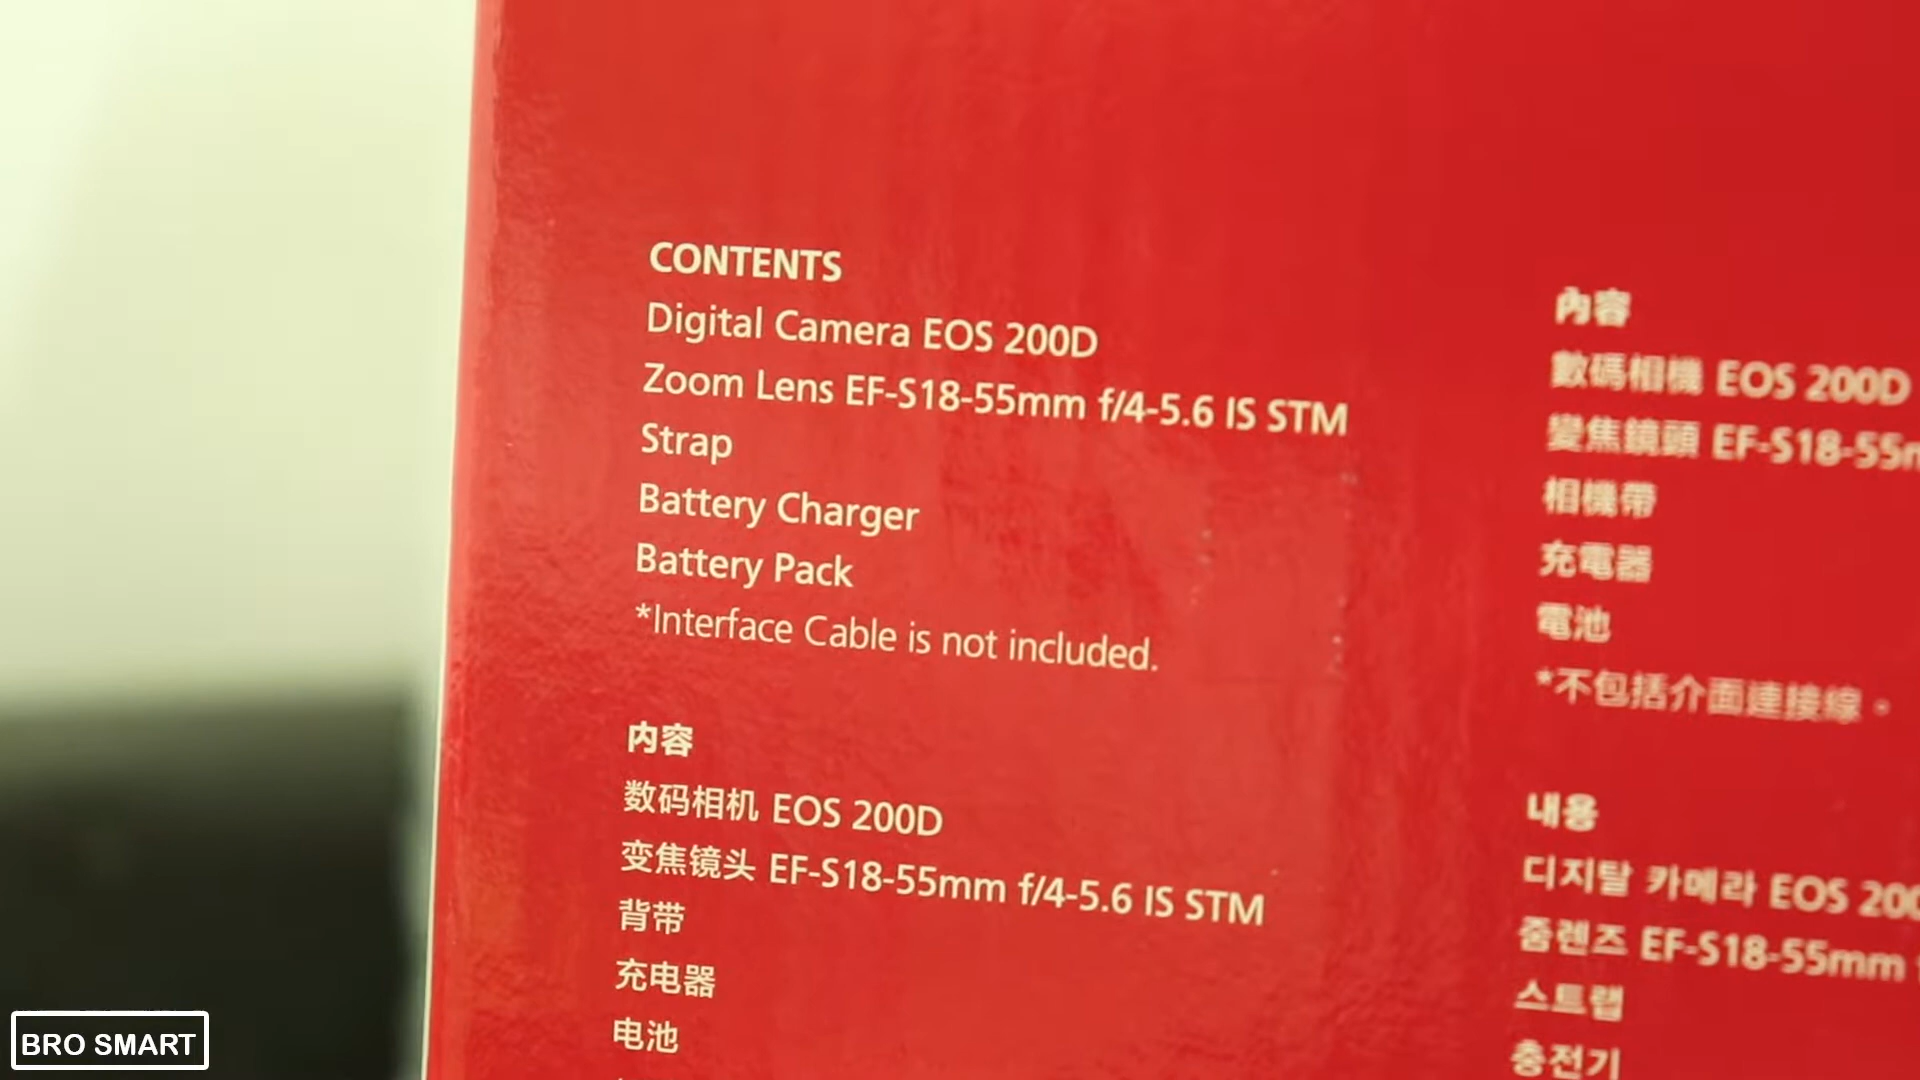 CONTENTS
Digital Camera EOS 200D
Zoom Lens EF-S18-55mm f/4-5.6 IS STM
Strap
Battery Charger
Battery Pack
*Interface Cable is not included.
内容
数码相机 EOS 200D
变焦镜头 EF-S18-55mm f/4-5.6 IS STM
背带
充电器
电池
內容
數碼相機 EOS 200D
變焦鏡頭 EF-S18-55m
相機帶
充電器
電池
*不包括介面連接線。
내용
디지탈 카메라 EOS 200
줌렌즈 EF-S18-55mm
스트랩
충전기
BRO SMART